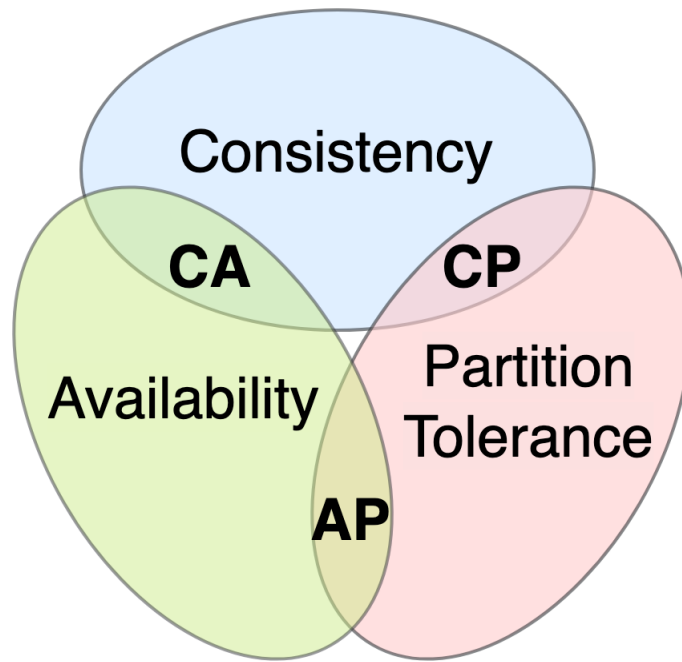 Consistency
CA
CP
Availability
Partition
Tolerance
AP